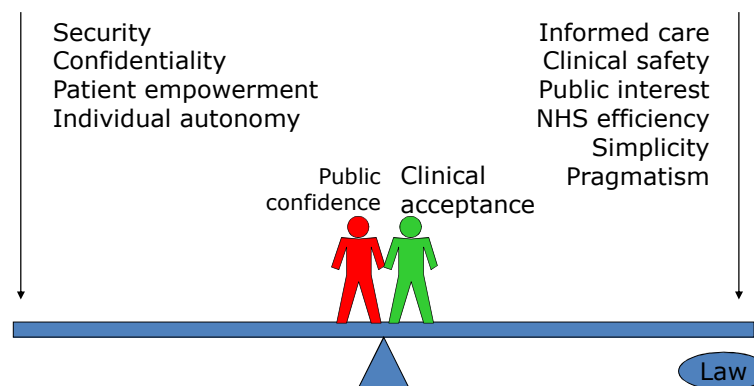 Security
Confidentiality
Patient empowerment
Individual autonomy
Informed care
Clinical safety
Public interest
NHS efficiency
Simplicity
Pragmatism
Public
confidence
Clinical
acceptance
Law